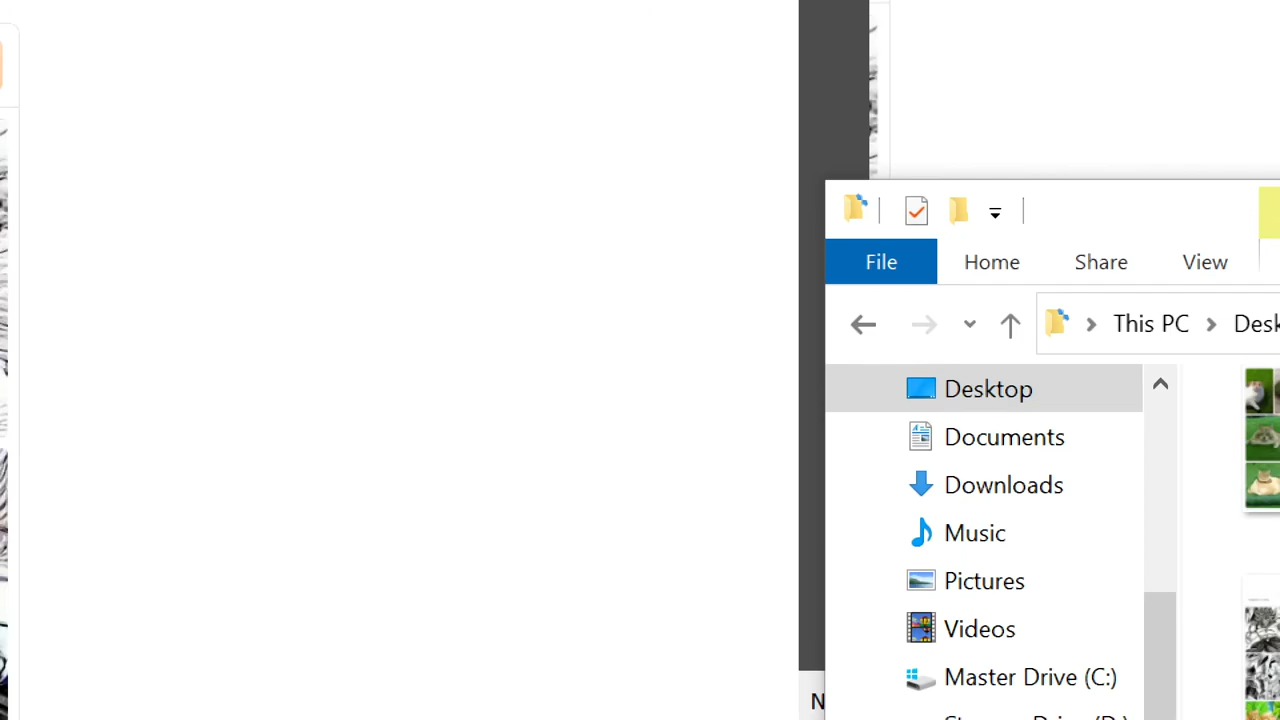 File Home Share View
This PC
Desktop
Documents
Downloads
Music
Pictures
Videos
Master Drive (C:)